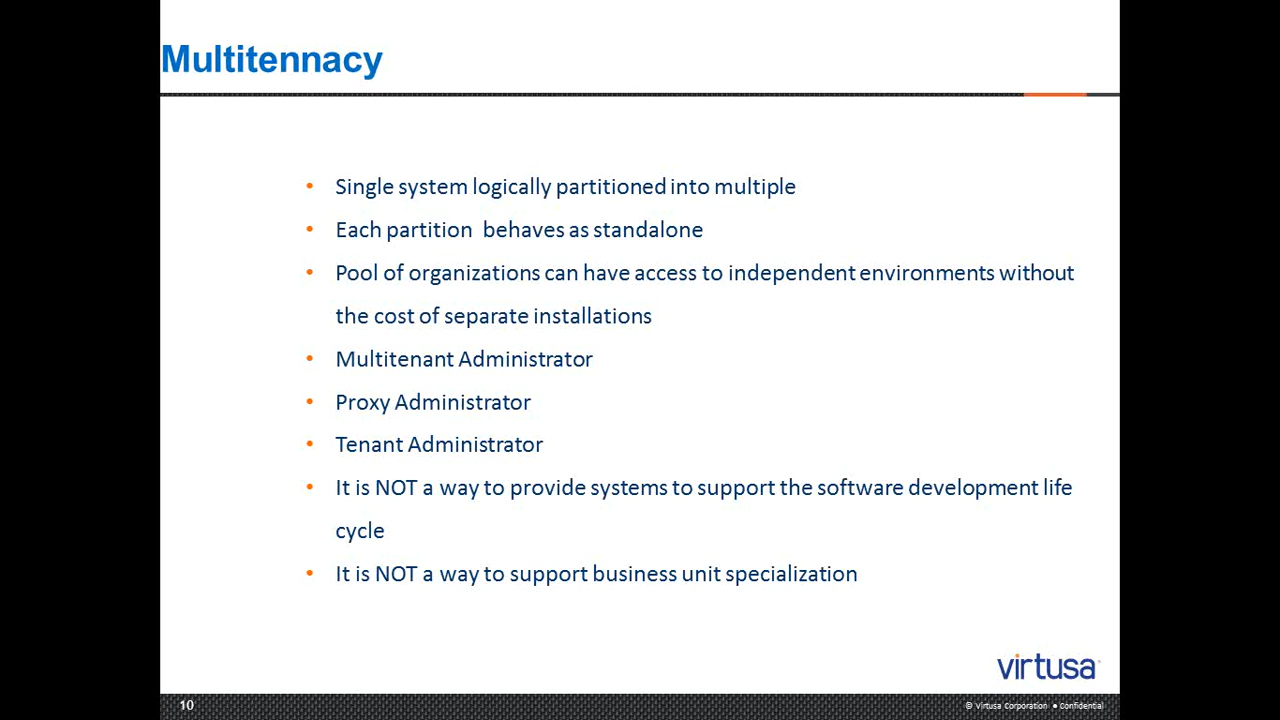 Multitennacy
• Single system logically partitioned into multiple
• Each partition behaves as standalone
• Pool of organizations can have access to independent environments without
the cost of separate installations
• Multitenant Administrator
• Proxy Administrator
• Tenant Administrator
• It is NOT a way to provide systems to support the software development life
cycle
• It is NOT a way to support business unit specialization
virtusa
10
© Virtusa Corporation ● Confidential